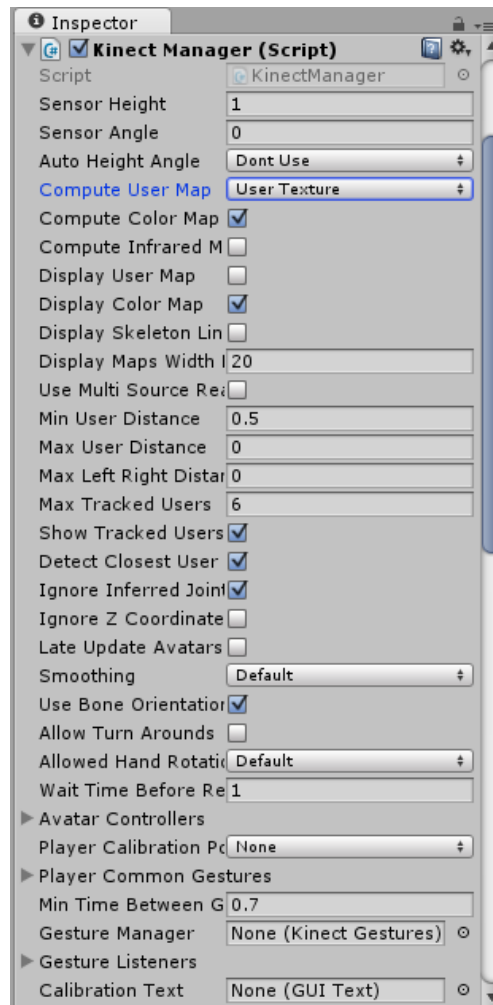 Inspector
Kinect Manager (Script)
Script KinectManager
Sensor Height 1
Sensor Angle 0
Auto Height Angle Dont Use
Compute User Map User Texture
Compute Color Map
Compute Infrared M
Display User Map
Display Color Map
Display Skeleton Lin
Display Maps Width 20
Use Multi Source Rea
Min User Distance 0.5
Max User Distance 0
Max Left Right Distan 0
Max Tracked Users 6
Show Tracked Users
Detect Closest User
Ignore Inferred Joint
Ignore Z Coordinate
Late Update Avatars
Smoothing Default
Use Bone Orientation
Allow Turn Arounds
Allowed Hand Rotatio Default
Wait Time Before Re 1
Avatar Controllers
Player Calibration Po None
Player Common Gestures
Min Time Between G 0.7
Gesture Manager None (Kinect Gestures)
Gesture Listeners
Calibration Text None (GUI Text)